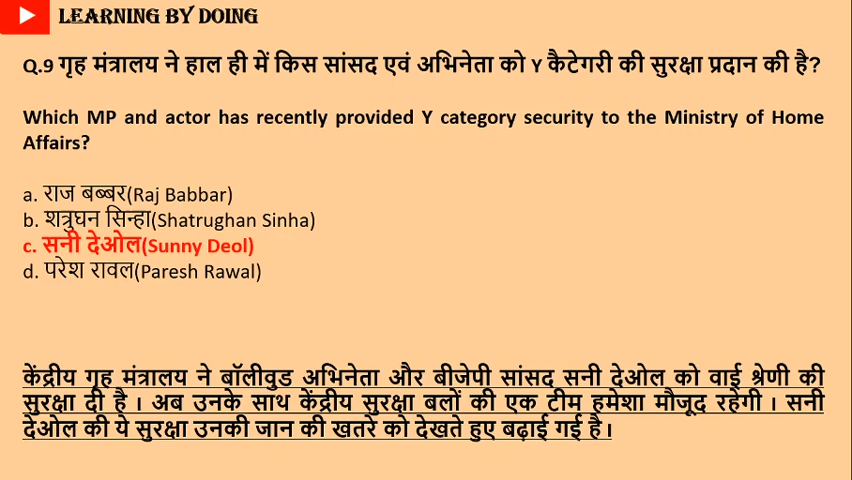 LEARNING BY DOING
Q.9 गृह मंत्रालय ने हाल ही में किस सांसद एवं अभिनेता को Y कैटेगरी की सुरक्षा प्रदान की है?
Which MP and actor has recently provided Y category security to the Ministry of Home
Affairs?
a. राज बब्बर(Raj Babbar)
b. शत्रुघन सिन्हा(Shatrughan Sinha)
c. सनी देओल(Sunny Deol)
d. परेश रावल(Paresh Rawal)
केंद्रीय गृह मंत्रालय ने बॉलीवुड अभिनेता और बीजेपी सांसद सनी देओल को वाई श्रेणी की
सुरक्षा दी है। अब उनके साथ केंद्रीय सुरक्षा बलों की एक टीम हमेशा मौजूद रहेगी। सनी
देओल की ये सुरक्षा उनकी जान की खतरे को देखते हुए बढ़ाई गई है।